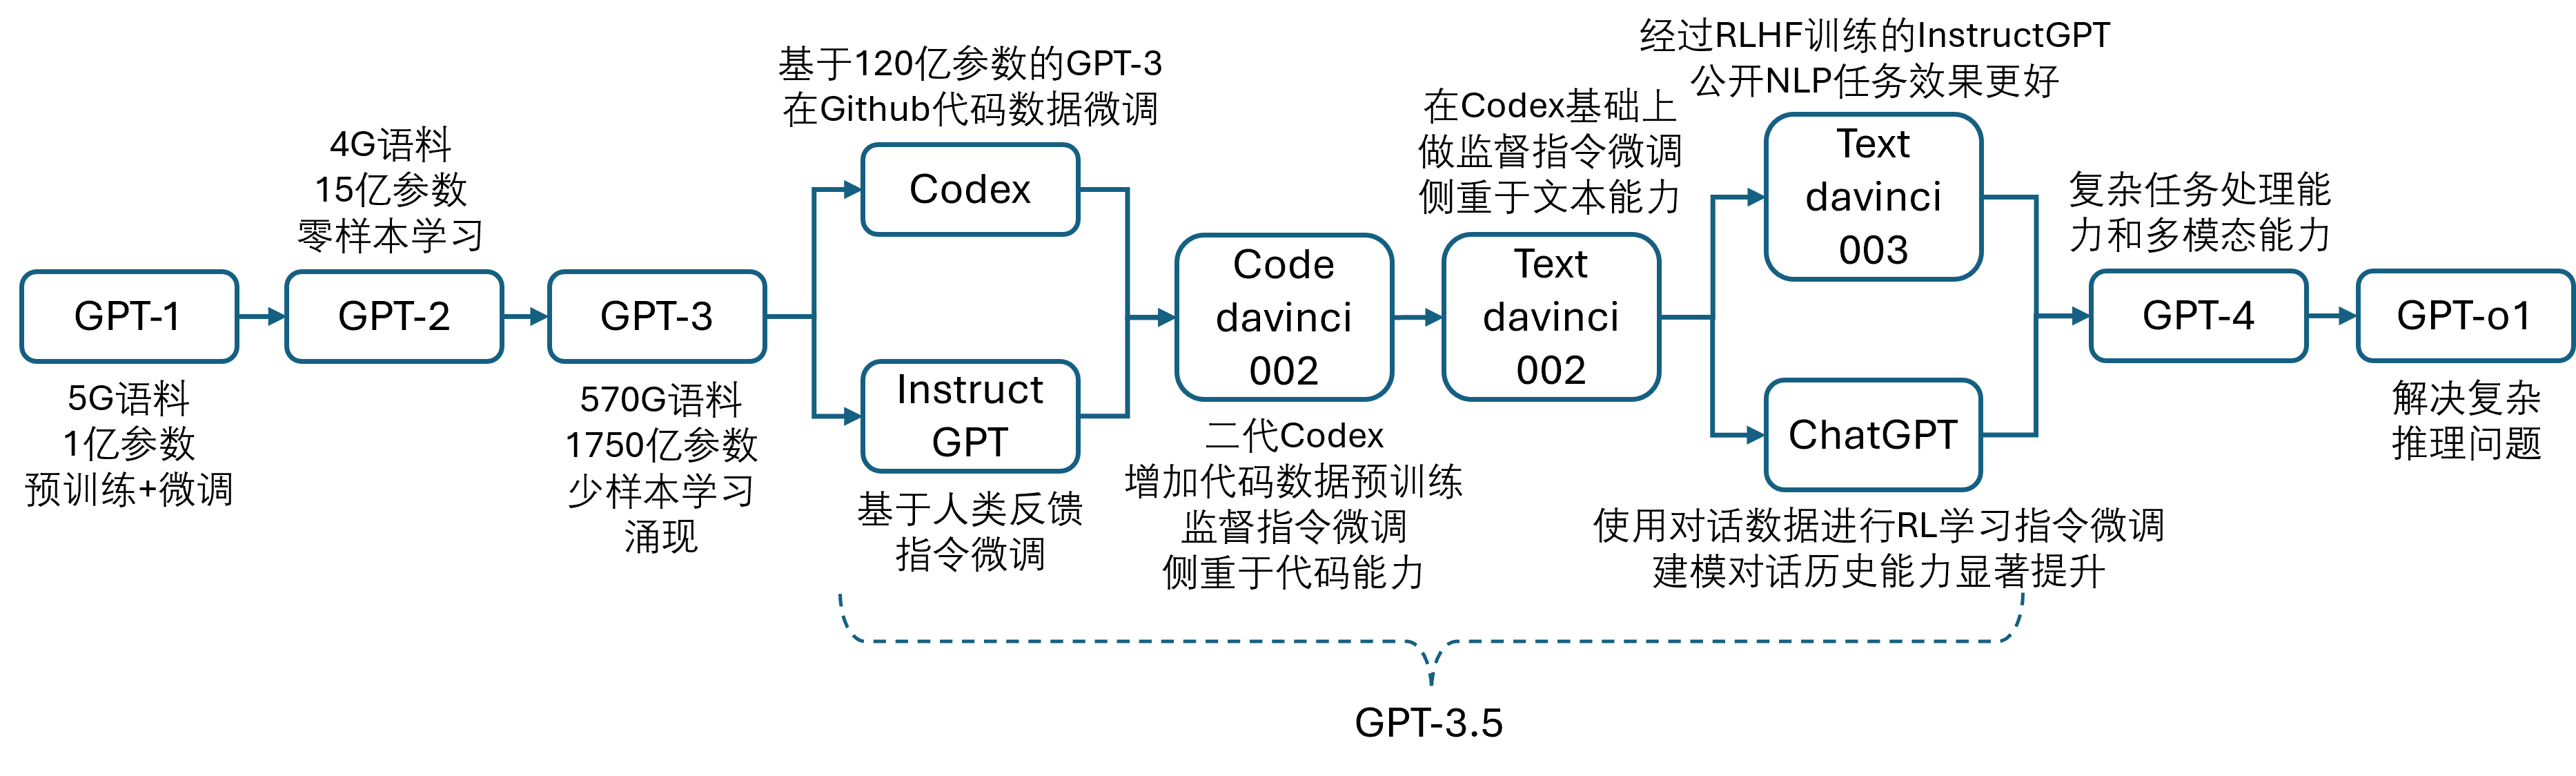 GPT-1
5G语料
1亿参数
预训练+微调
4G语料
15亿参数
零样本学习
GPT-2
GPT-3
570G语料
1750亿参数
少样本学习
涌现
基于120亿参数的GPT-3
在Github代码数据微调
Codex
Instruct
GPT
基于人类反馈
指令微调
Code
davinci
002
二代Codex
增加代码数据预训练
监督指令微调
侧重于代码能力
在Codex基础上
做监督指令微调
侧重于文本能力
Text
davinci
002
经过RLHF训练的InstructGPT
公开NLP任务效果更好
Text
davinci
003
ChatGPT
使用对话数据进行RL学习指令微调
建模对话历史能力显著提升
复杂任务处理能
力和多模态能力
GPT-4
GPT-o1
解决复杂
推理问题
GPT-3.5